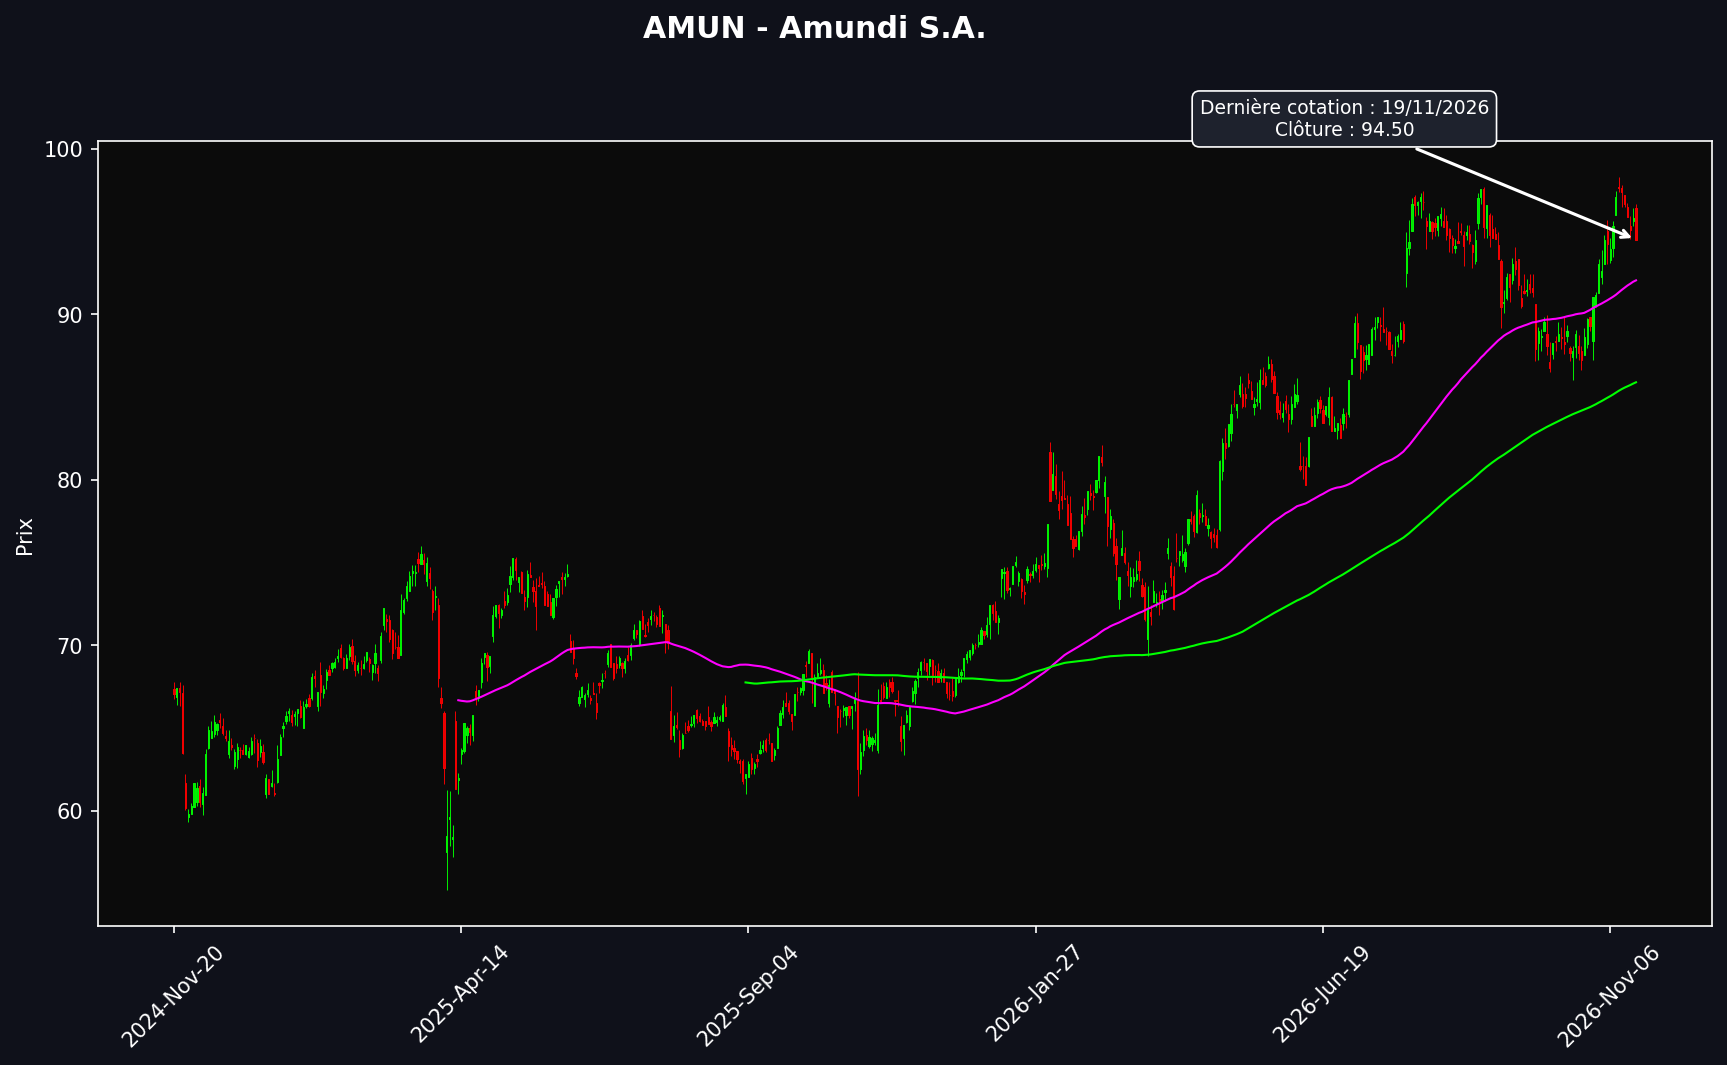 AMUN - Amundi S.A.
Dernière cotation : 19/11/2026
Clôture : 94.50
Prix
100
90
80
70
60
2024-Nov-20
2025-Apr-14
2025-Sep-04
2026-Jan-27
2026-Jun-19
2026-Nov-06